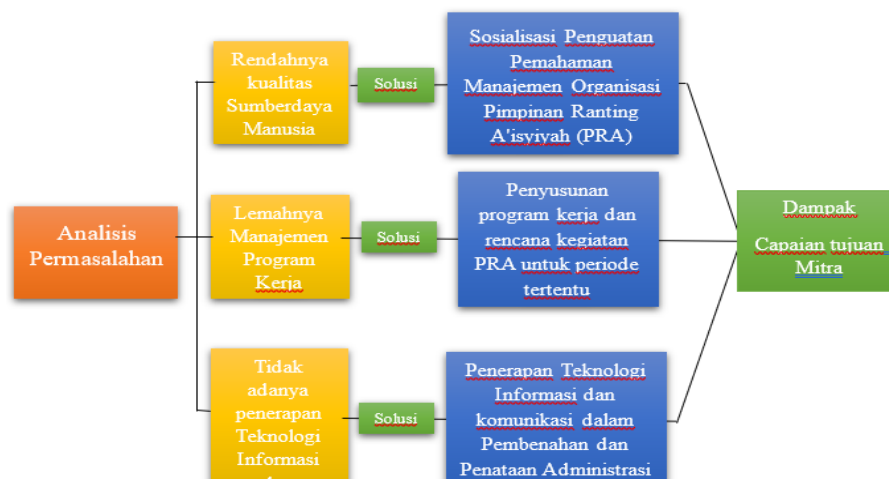 Analisis
Permasalahan
Rendahnya
kualitas
Sumberdaya
Manusia
Solusi
Sosialisasi Penguatan
Pemahaman
Manajemen Organisasi
Pimpinan Ranting
A'isyiyah (PRA)
Lemahnya
Manajemen
Program
Kerja
Solusi
Penyusunan
program kerja dan
rencana kegiatan
PRA untuk periode
tertentu
Tidak
adanya
penerapan
Teknologi
Informasi
Solusi
Penerapan Teknologi
Informasi dan
komunikasi dalam
Pembenahan dan
Penataan Administrasi
Dampak
Capaian tujuan
Mitra